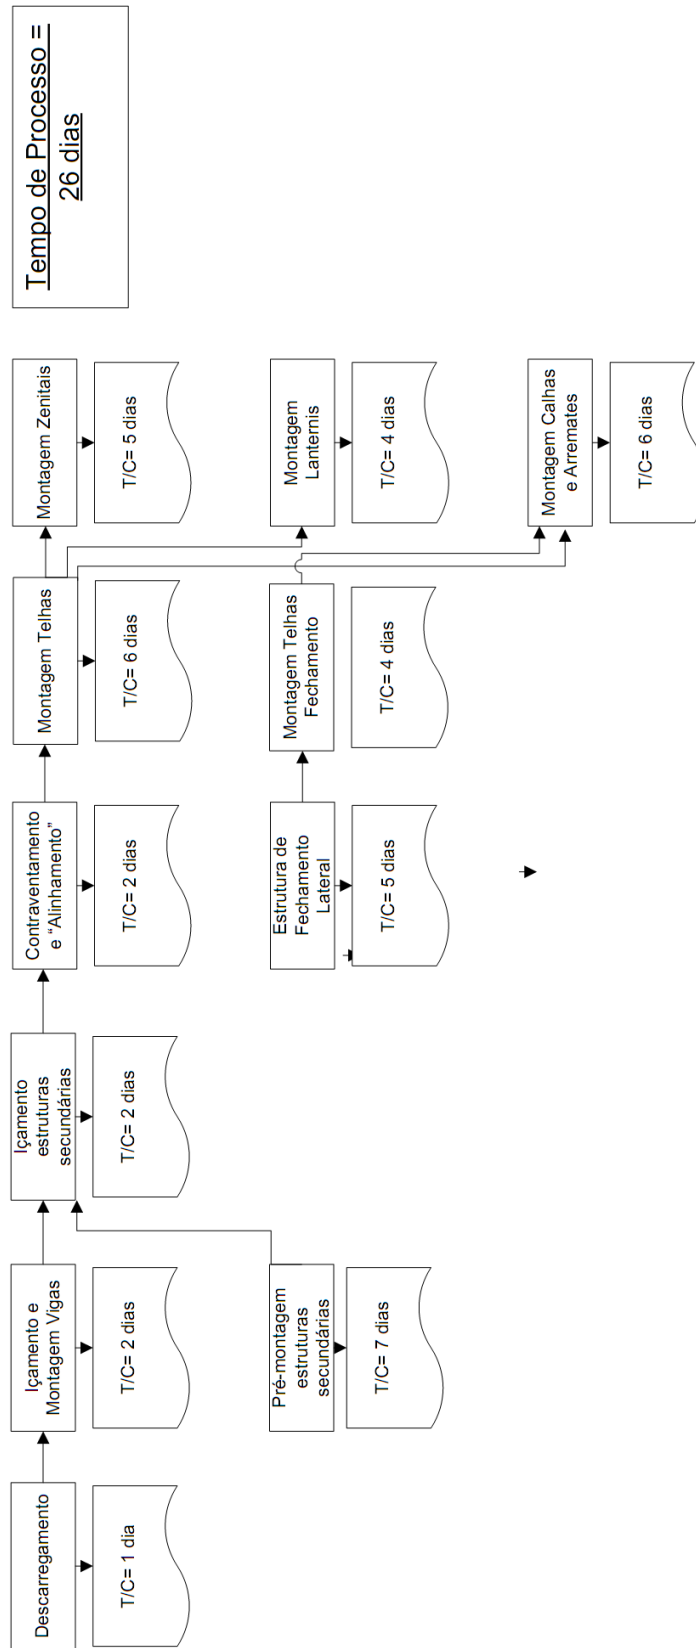 Descarregamento
T/C= 1 dia
Içamento e
Montagem Vigas
T/C= 2 dias
Pré-montagem
estruturas
secundárias
T/C= 7 dias
Içamento
estruturas
secundárias
T/C= 2 dias
Contraventamento
e “Alinhamento”
T/C= 2 dias
Estrutura de
Fechamento
Lateral
T/C= 5 dias
Montagem Telhas
T/C= 6 dias
Montagem Telhas
Fechamento
T/C= 4 dias
Montagem Zenitais
T/C= 5 dias
Montagem
Lanternis
T/C= 4 dias
Montagem Calhas
e Arremates
T/C= 6 dias
Tempo de Processo =
26 dias